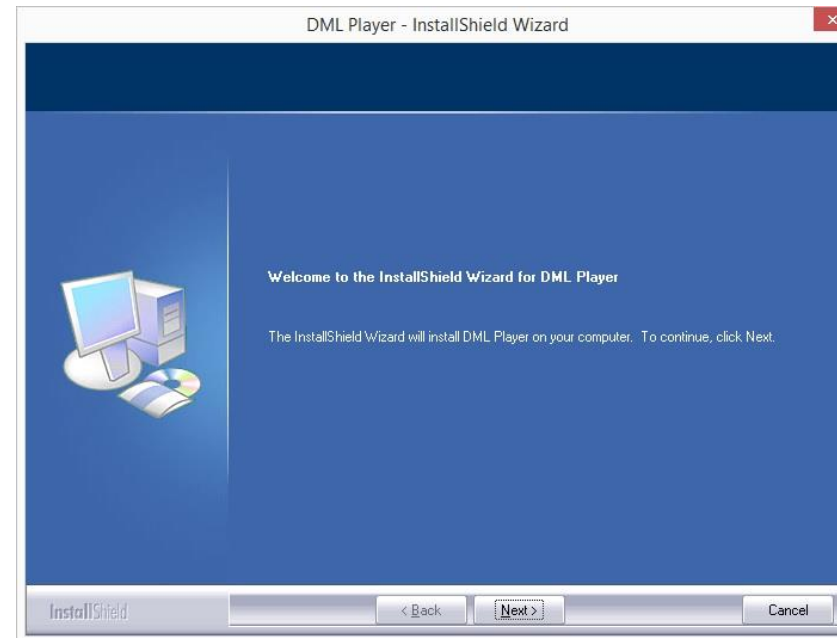 DML Player - InstallShield Wizard
Welcome to the InstallShield Wizard for DML Player
The InstallShield Wizard will install DML Player on your computer. To continue, click Next.
InstallShield
< Back
Next >
Cancel